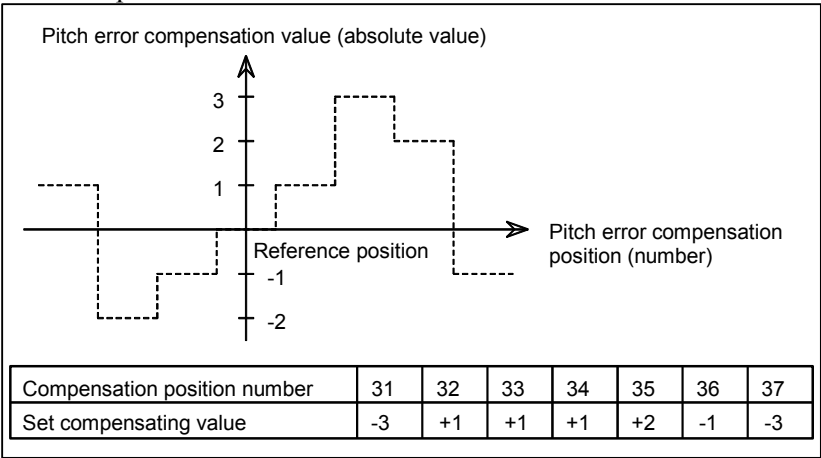 Pitch error compensation value (absolute value)
3
2
1
Reference position
Pitch error compensation
position (number)
-1
-2
Compensation position number 31 32 33 34 35 36 37
Set compensating value -3 +1 +1 +1 +2 -1 -3